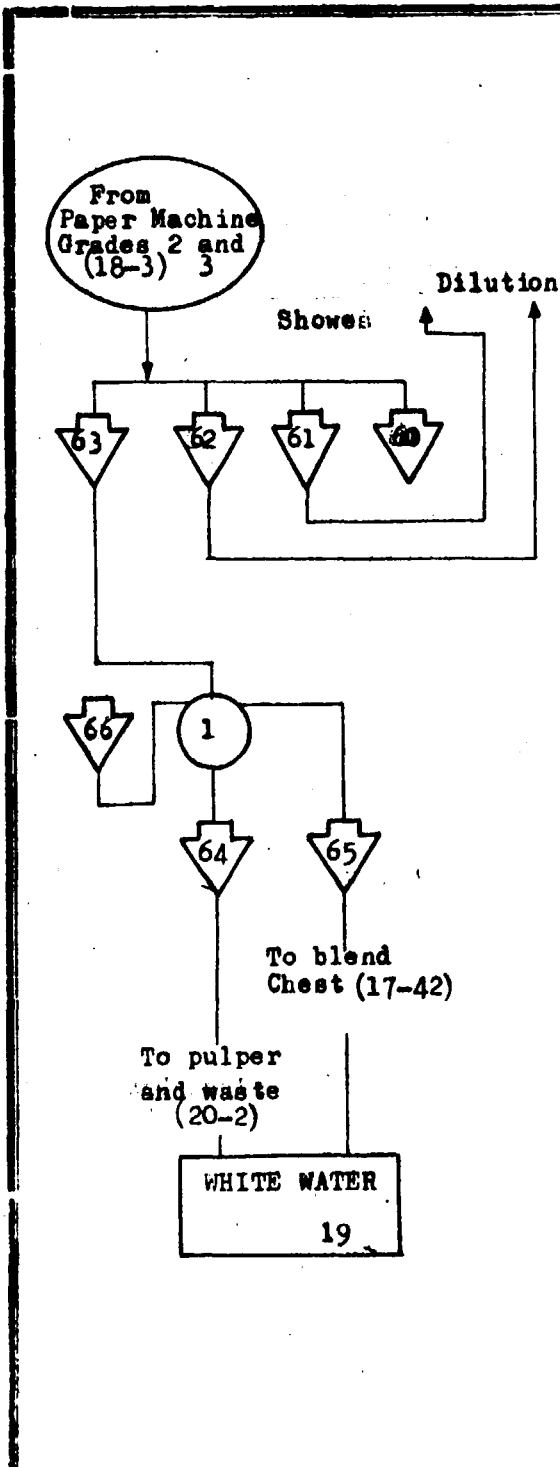 From
Paper Machine
Grades 2 and
(18-3) 3
Dilution
Shower
63
62
61
60
66
1
64
65
To blend
Chest (17-42)
To pulper
and waste
(20-2)
WHITE WATER
19